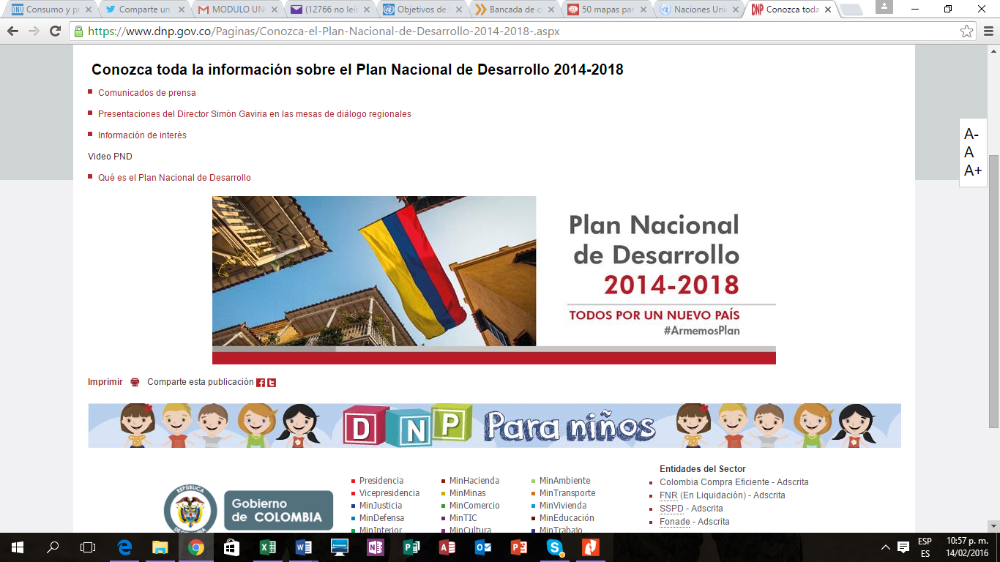 Consumo y pr
Comparte un
MODULO UN
(12766 no leíd
Objetivos de
Bancada de c
50 mapas par
Naciones Uni
DNP Conozca toda
https://www.dnp.gov.co/Paginas/Conozca-el-Plan-Nacional-de-Desarrollo-2014-2018-.aspx
Conozca toda la información sobre el Plan Nacional de Desarrollo 2014-2018
Comunicados de prensa
Presentaciones del Director Simón Gaviria en las mesas de diálogo regionales
Información de interés
Video PND
Qué es el Plan Nacional de Desarrollo
A-
A
A+
Plan Nacional
de Desarrollo
2014-2018
TODOS POR UN NUEVO PAÍS
#ArmemosPlan
Imprimir Comparte esta publicación
DNP Para niños
REPÚBLICA
Gobierno
de COLOMBIA
Presidencia
Vicepresidencia
MinJusticia
MinDefensa
MinInterior
MinHacienda
MinMinas
MinComercio
MinTIC
MinCultura
MinAmbiente
MinTransporte
MinVivienda
MinEducación
MinTrabajo
Entidades del Sector
Colombia Compra Eficiente - Adscrita
FNR (En Liquidación) - Adscrita
SSPD - Adscrita
Fonade - Adscrita
ESP
ES
10:57 p. m.
14/02/2016